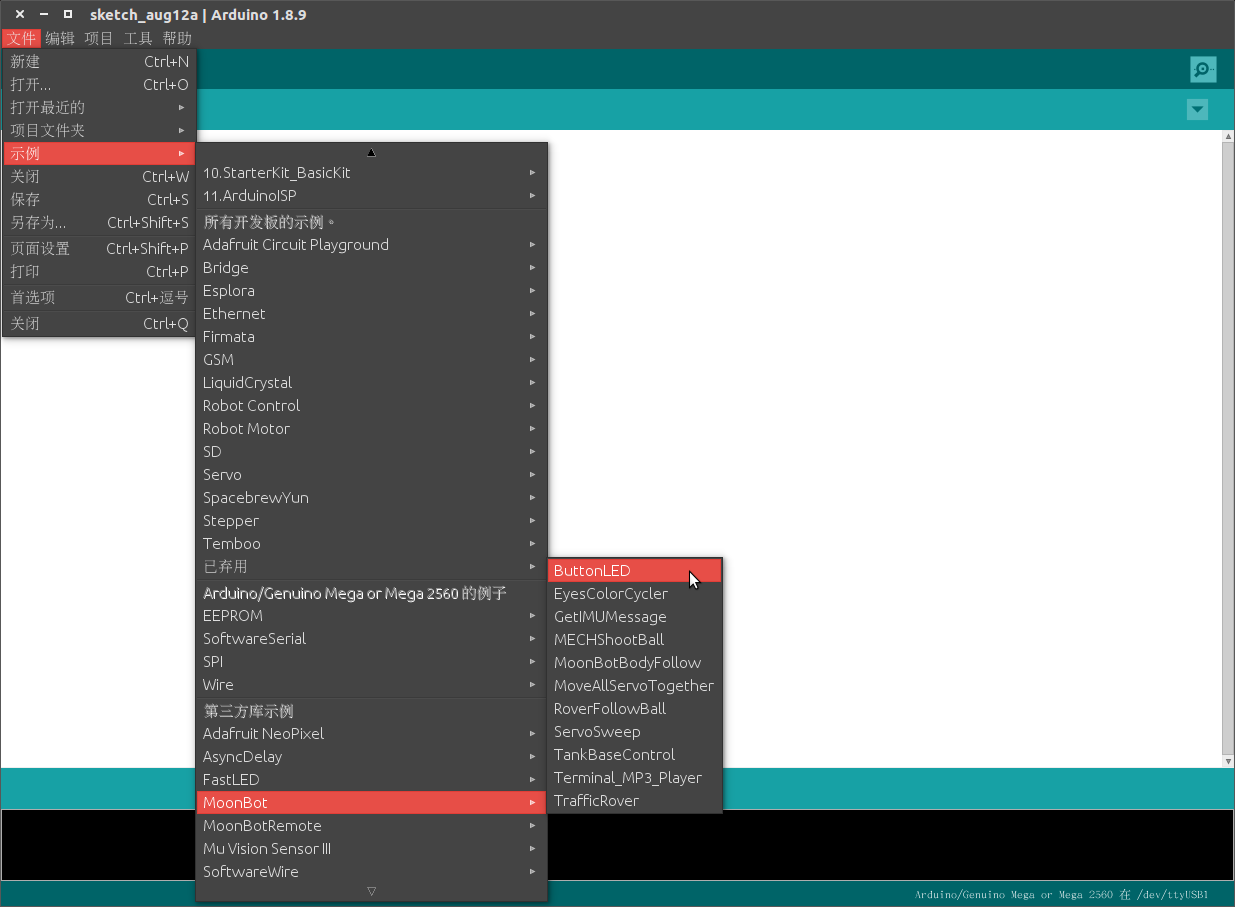 sketch_aug12a | Arduino 1.8.9
文件 编辑 项目 工具 帮助
新建 Ctrl+N
打开... Ctrl+O
打开最近的
项目文件夹
示例
关闭 Ctrl+W
保存 Ctrl+S
另存为... Ctrl+Shift+S
页面设置 Ctrl+Shift+P
打印 Ctrl+P
首选项 Ctrl+逗号
关闭 Ctrl+Q
10.StarterKit_BasicKit
11.ArduinoISP
所有开发板的示例。
Adafruit Circuit Playground
Bridge
Esplora
Ethernet
Firmata
GSM
LiquidCrystal
Robot Control
Robot Motor
SD
Servo
SpacebrewYun
Stepper
Temboo
已弃用
Arduino/Genuino Mega or Mega 2560 的例子
EEPROM
SoftwareSerial
SPI
Wire
第三方库示例
Adafruit NeoPixel
AsyncDelay
FastLED
MoonBot
MoonBotRemote
Mu Vision Sensor III
SoftwareWire
ButtonLED
EyesColorCycler
GetIMUMessage
MECHShootBall
MoonBotBodyFollow
MoveAllServoTogether
RoverFollowBall
ServoSweep
TankBaseControl
Terminal_MP3_Player
TrafficRover
Arduino/Genuino Mega or Mega 2560 在 /dev/ttyUSB1